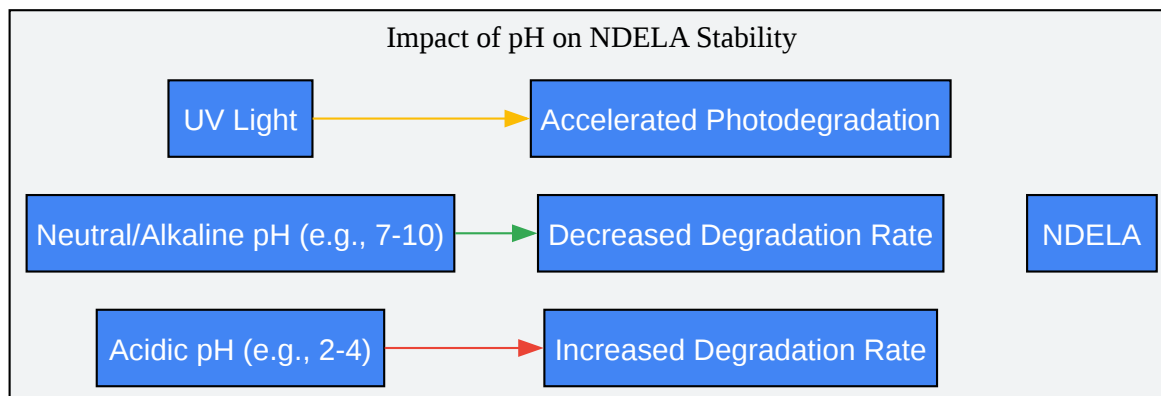 Impact of pH on NDELA Stability
UV Light
Accelerated Photodegradation
Neutral/Alkaline pH (e.g., 7-10)
Decreased Degradation Rate
NDELA
Acidic pH (e.g., 2-4)
Increased Degradation Rate